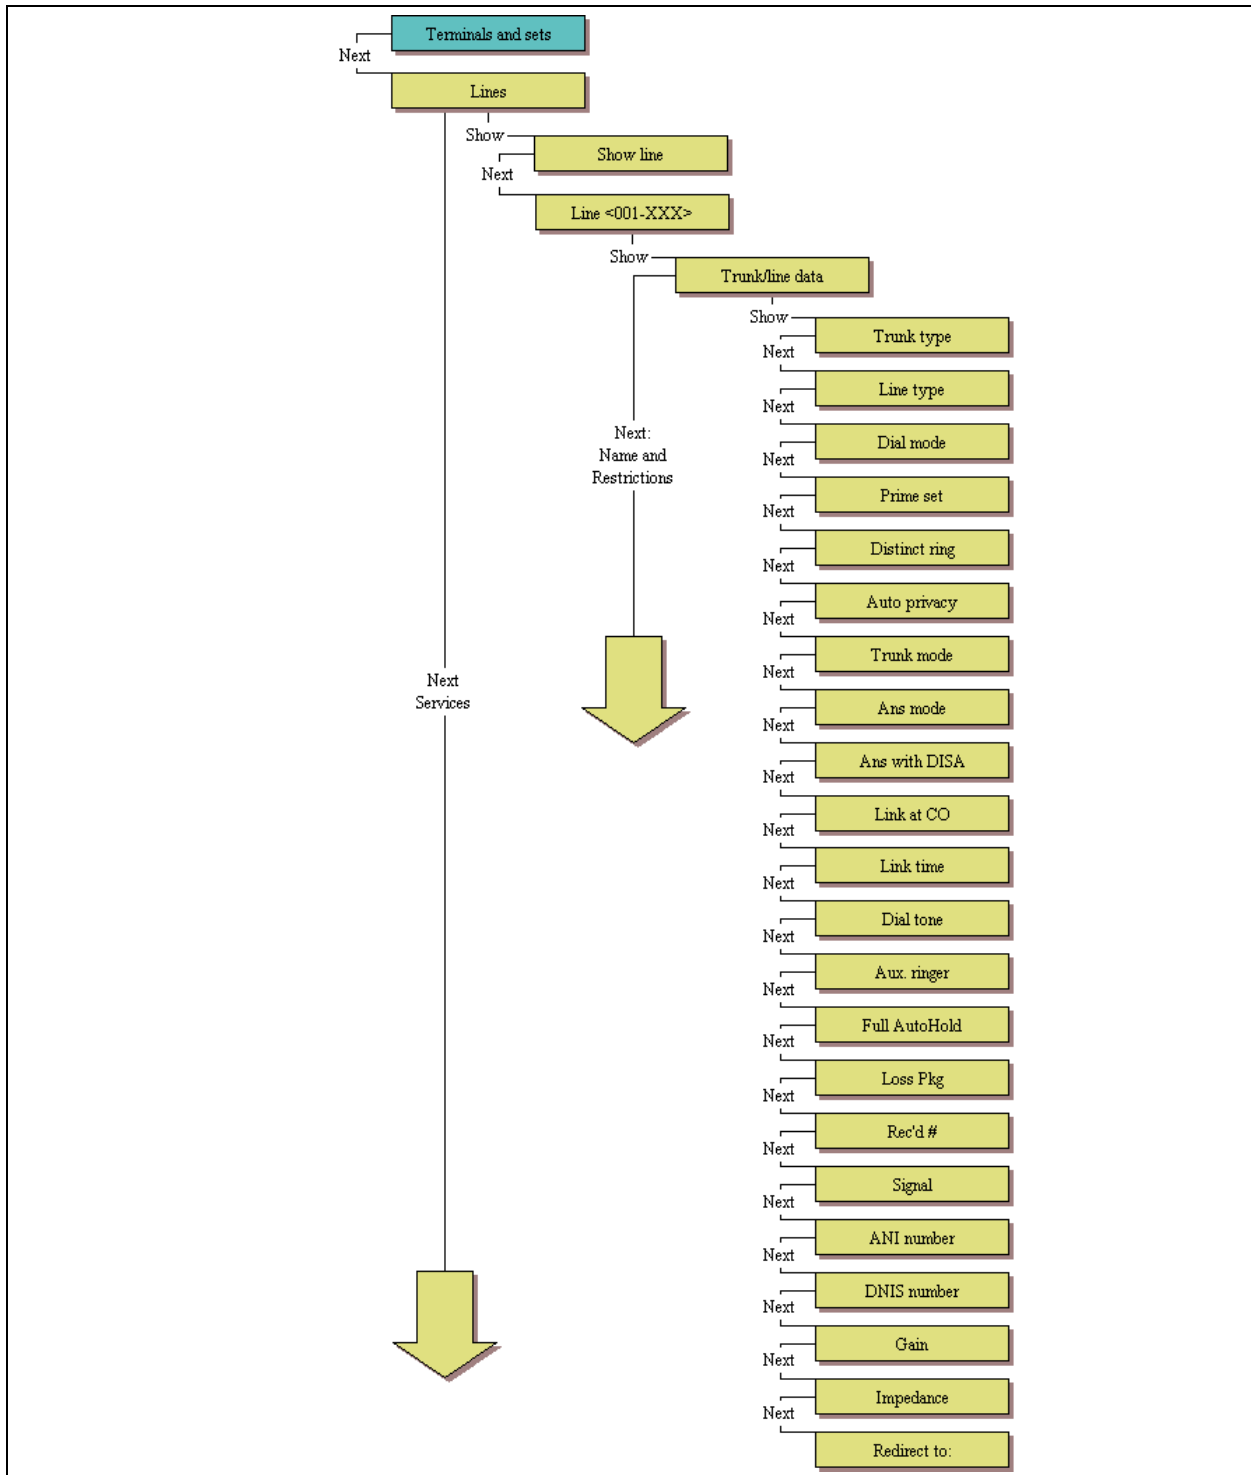 Terminals and sets
Next
Lines
Show
Show line
Next
Line <001-XXX>
Show
Trunk/line data
Show
Trunk type
Next
Line type
Next
Dial mode
Next:
Name and
Restrictions
Next
Prime set
Next
Distinct ring
Next
Auto privacy
Next
Trunk mode
Next
Services
Next
Ans mode
Next
Ans with DISA
Next
Link at CO
Next
Link time
Next
Dial tone
Next
Aux. ringer
Next
Full AutoHold
Next
Loss Pkg
Next
Rec'd #
Next
Signal
Next
ANI number
Next
DNIS number
Next
Gain
Next
Impedance
Next
Redirect to: